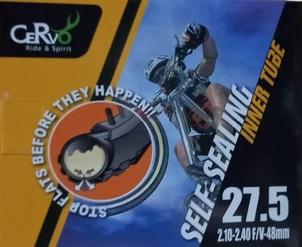 CeRvo
Ride & Spirit
STOP FLATS BEFORE THEY HAPPEN!
SELF-SEALING
INNER TUBE
27.5
2.10-2.40 F/V-48mm